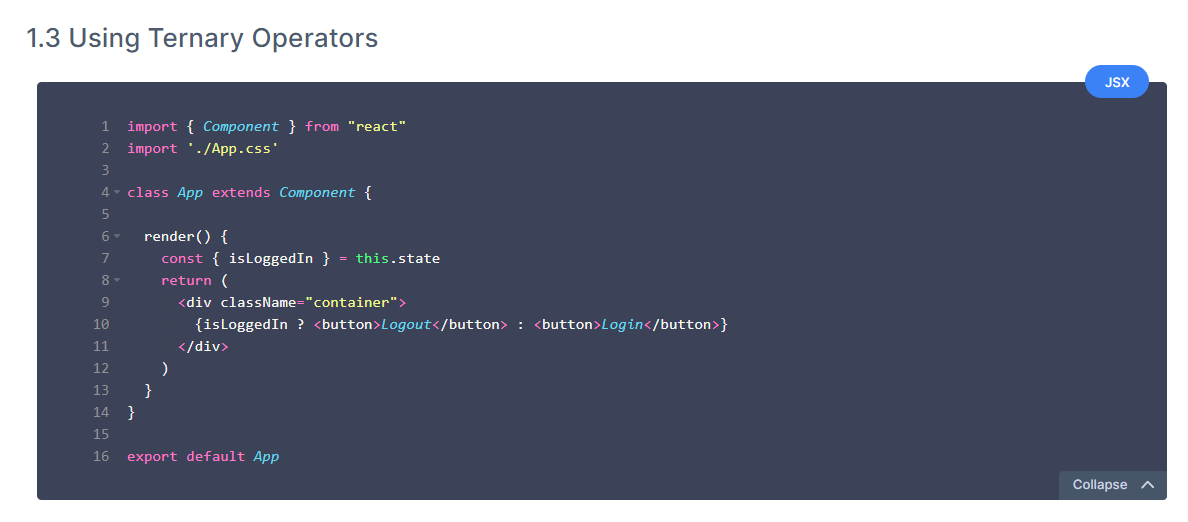 1.3 Using Ternary Operators
JSX
1 import { Component } from "react"
2 import './App.css'
3
4 class App extends Component {
5
6   render() {
7     const { isLoggedIn } = this.state
8     return (
9       <div className="container">
10         {isLoggedIn ? <button>Logout</button> : <button>Login</button>}
11       </div>
12     )
13   }
14 }
15
16 export default App
Collapse